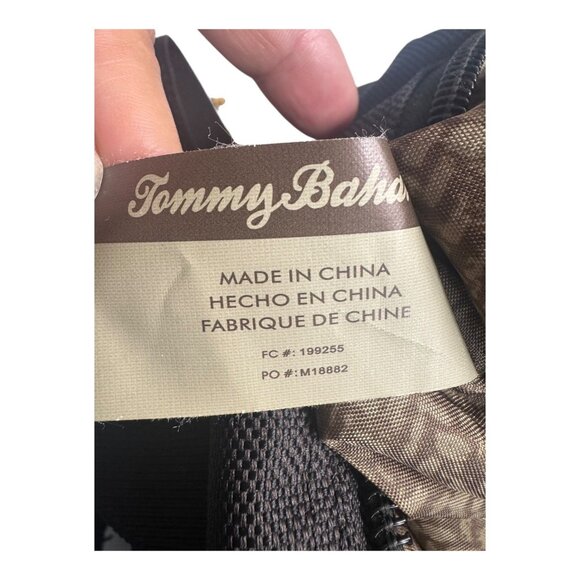 Tommy Baha
MADE IN CHINA
HECHO EN CHINA
FABRIQUE DE CHINE
FC #: 199255
PO #: M18882